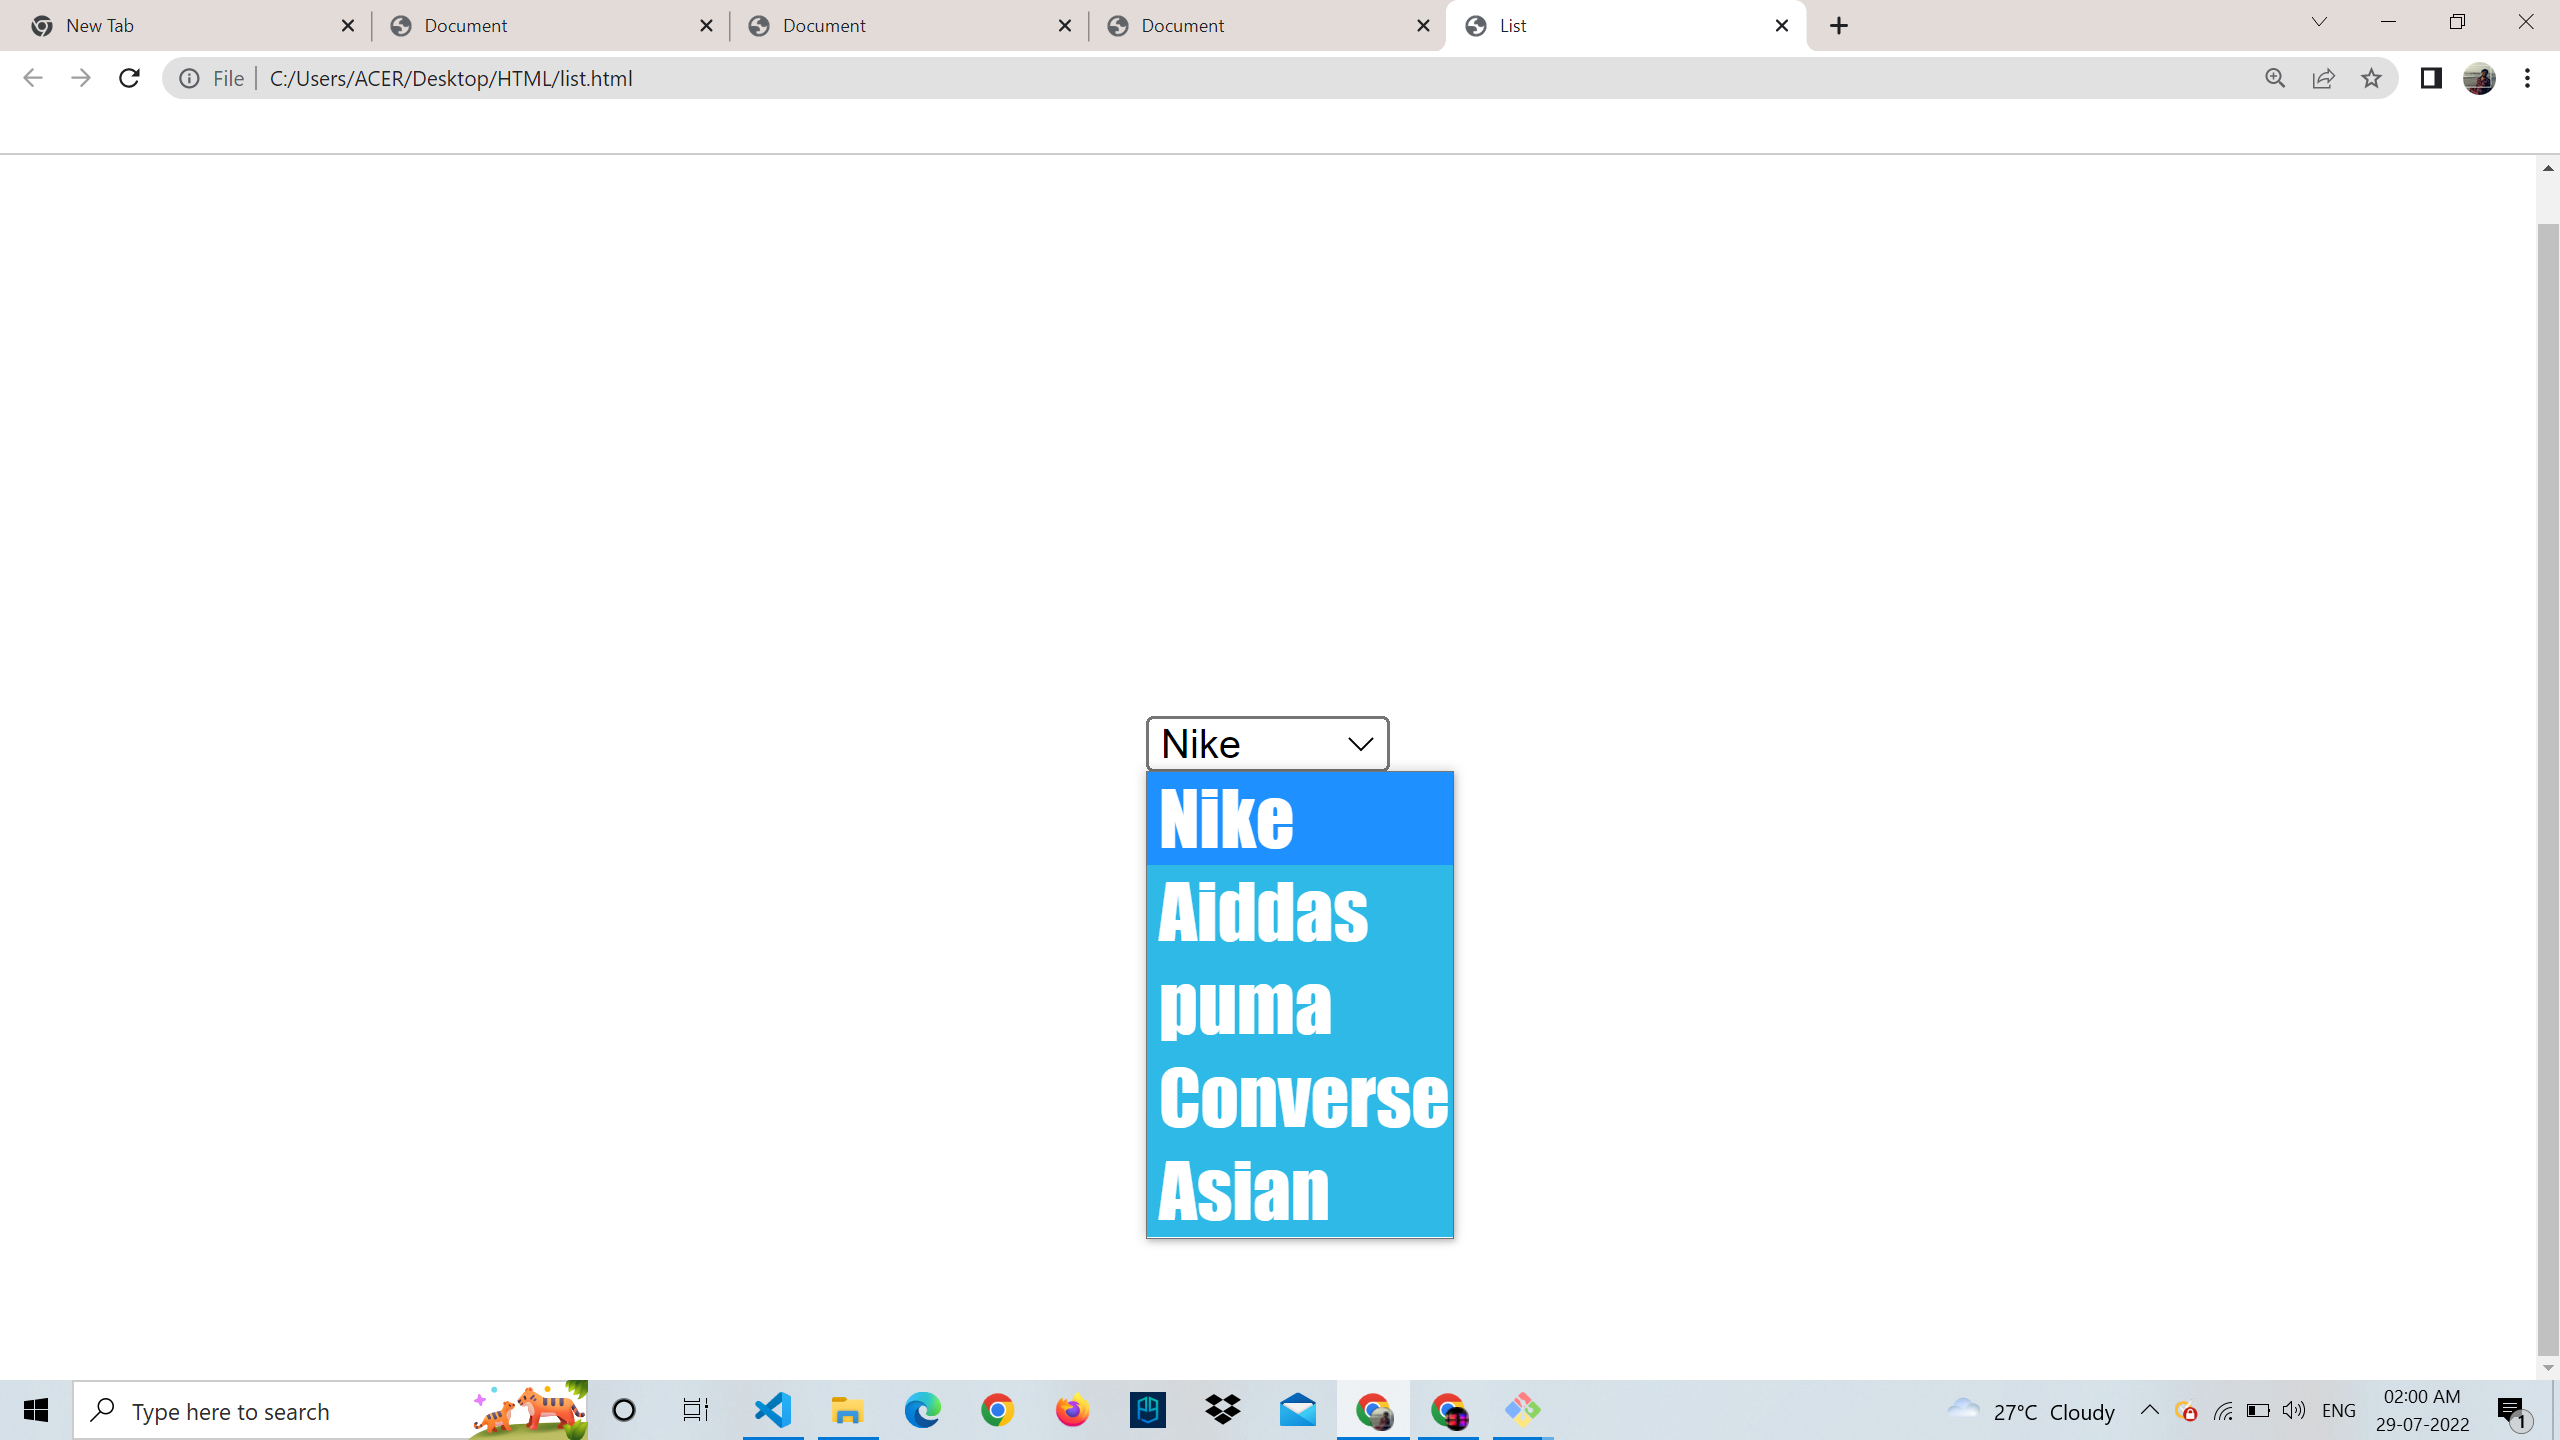 New Tab
Document
Document
Document
List
File
C:/Users/ACER/Desktop/HTML/list.html
Nike
Nike
Aiddas
puma
Converse
Asian
Type here to search
27°C Cloudy
ENG
02:00 AM
29-07-2022
1